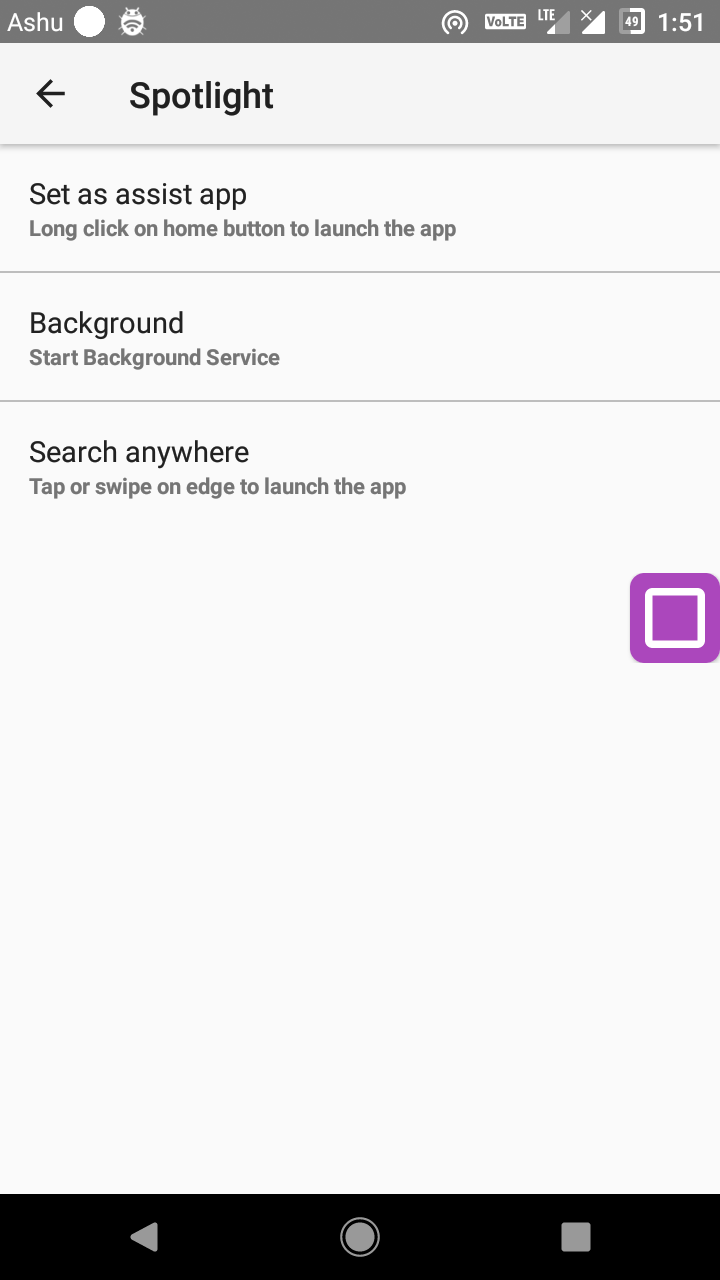 Ashu VoLTE LTE 49 1:51
Spotlight
Set as assist app
Long click on home button to launch the app
Background
Start Background Service
Search anywhere
Tap or swipe on edge to launch the app